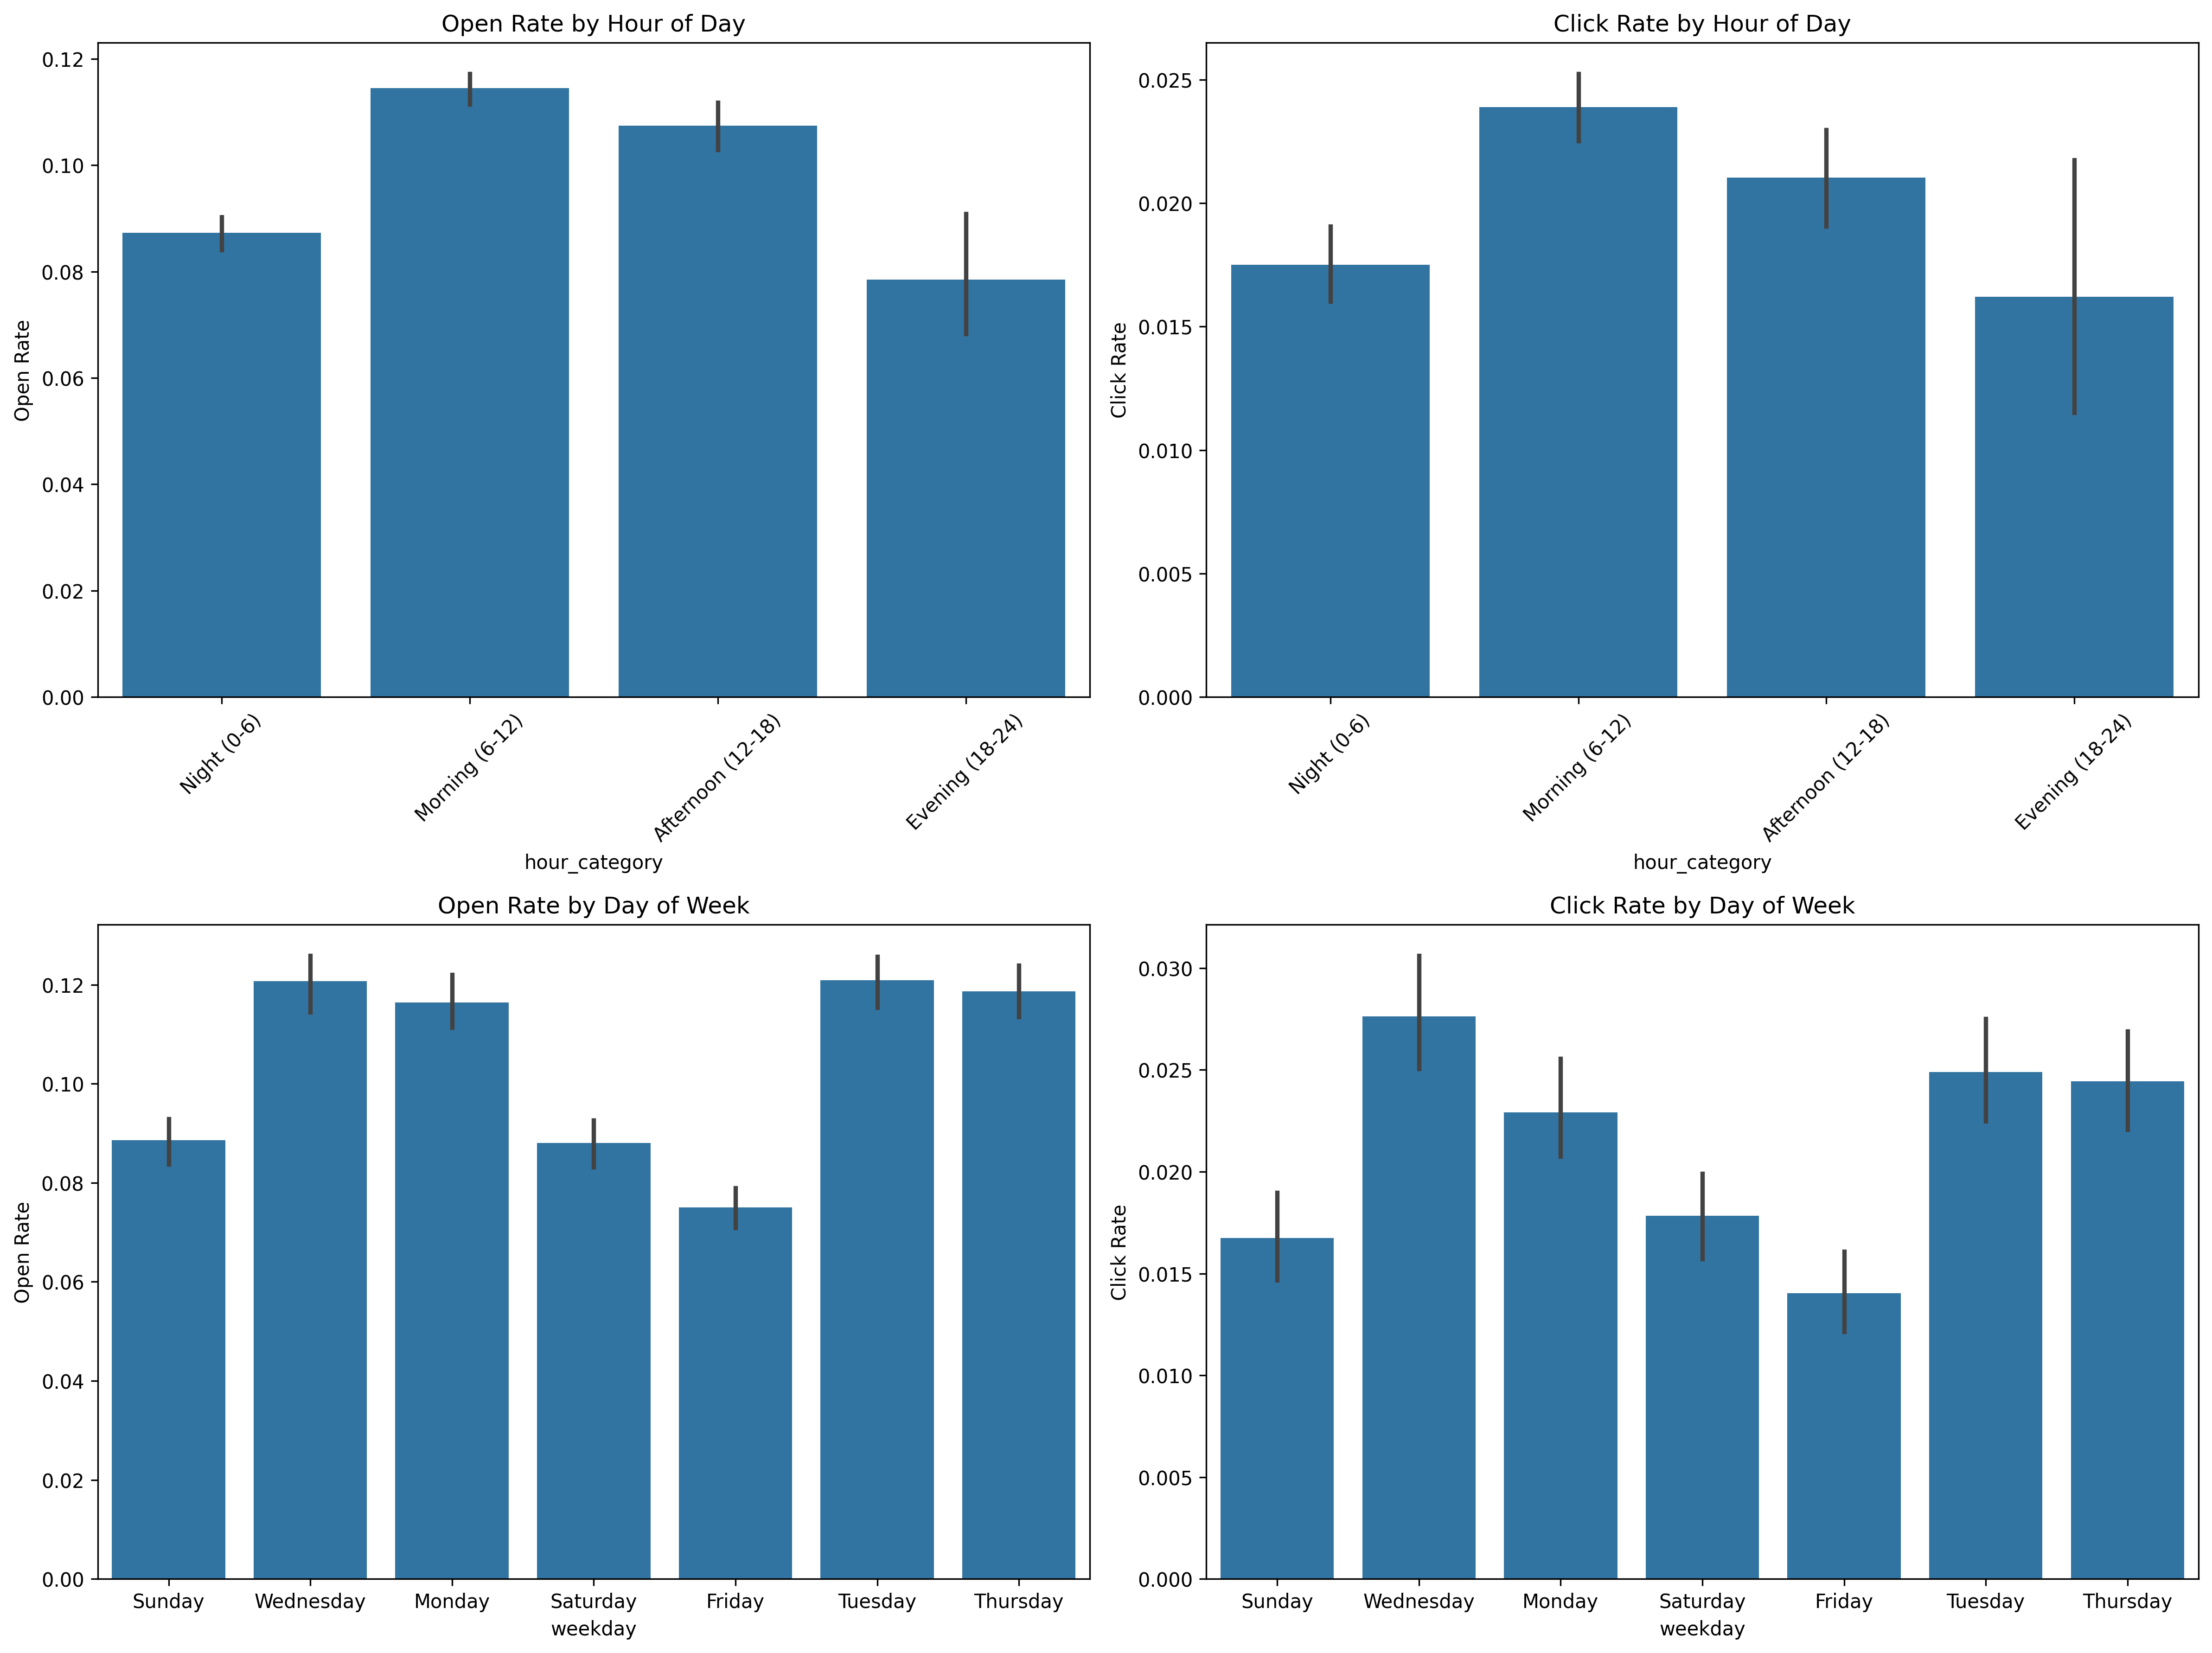 Open Rate by Hour of Day
Open Rate
0.12
0.10
0.08
0.06
0.04
0.02
0.00
Night (0-6)
Morning (6-12)
Afternoon (12-18)
Evening (18-24)
hour_category
Click Rate by Hour of Day
Click Rate
0.025
0.020
0.015
0.010
0.005
0.000
Night (0-6)
Morning (6-12)
Afternoon (12-18)
Evening (18-24)
hour_category
Open Rate by Day of Week
Open Rate
0.12
0.10
0.08
0.06
0.04
0.02
0.00
Sunday Wednesday Monday Saturday Friday Tuesday Thursday
weekday
Click Rate by Day of Week
Click Rate
0.030
0.025
0.020
0.015
0.010
0.005
0.000
Sunday Wednesday Monday Saturday Friday Tuesday Thursday
weekday